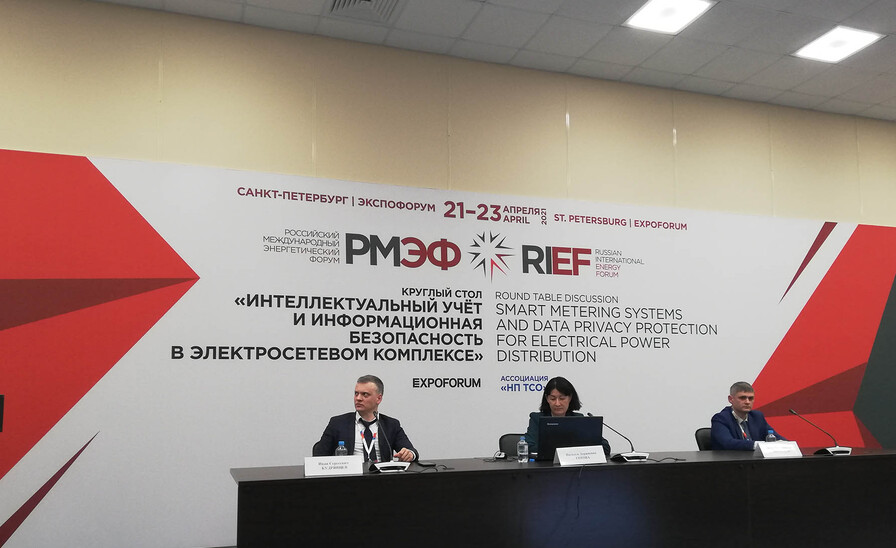 САНКТ-ПЕТЕРБУРГ | ЭКСПОФОРУМ 21–23 АПРЕЛЯ APRIL 2021 ST. PETERSBURG | EXPOFORUM
РОССИЙСКИЙ
МЕЖДУНАРОДНЫЙ
ЭНЕРГЕТИЧЕСКИЙ
ФОРУМ
РМЭФ
RIEF
RUSSIAN
INTERNATIONAL
ENERGY
FORUM
КРУГЛЫЙ СТОЛ
«ИНТЕЛЛЕКТУАЛЬНЫЙ УЧЁТ
И ИНФОРМАЦИОННАЯ
БЕЗОПАСНОСТЬ
В ЭЛЕКТРОСЕТЕВОМ КОМПЛЕКСЕ»
ROUND TABLE DISCUSSION
SMART METERING SYSTEMS
AND DATA PRIVACY PROTECTION
FOR ELECTRICAL POWER
DISTRIBUTION
EXPOFORUM
АССОЦИАЦИЯ
«НП ТСО